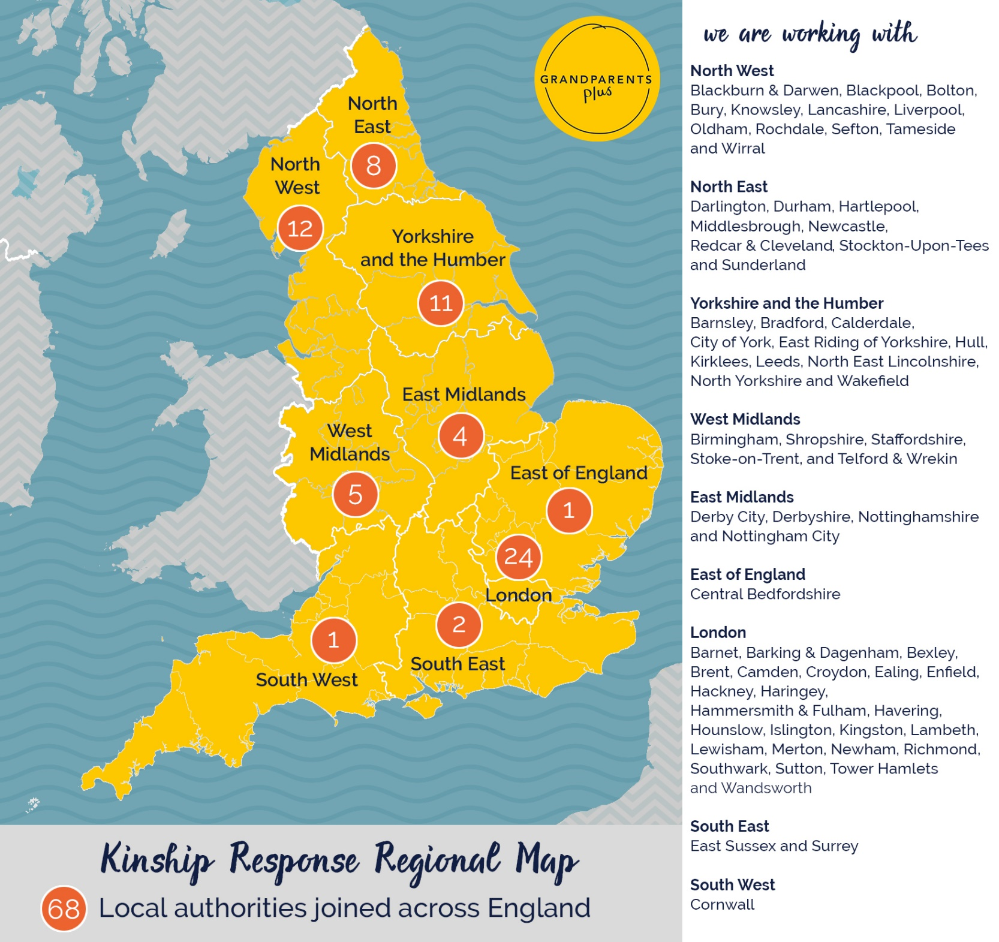 GRANDPARENTS
plus
North
East
8
North
West
12
Yorkshire
and the Humber
11
East Midlands
4
West
Midlands
5
East of England
1
24
London
2
South East
1
South West
Kinship Response Regional Map
68 Local authorities joined across England
we are working with
North West
Blackburn & Darwen, Blackpool, Bolton,
Bury, Knowsley, Lancashire, Liverpool,
Oldham, Rochdale, Sefton, Tameside
and Wirral
North East
Darlington, Durham, Hartlepool,
Middlesbrough, Newcastle,
Redcar & Cleveland, Stockton-Upon-Tees
and Sunderland
Yorkshire and the Humber
Barnsley, Bradford, Calderdale,
City of York, East Riding of Yorkshire, Hull,
Kirklees, Leeds, North East Lincolnshire,
North Yorkshire and Wakefield
West Midlands
Birmingham, Shropshire, Staffordshire,
Stoke-on-Trent, and Telford & Wrekin
East Midlands
Derby City, Derbyshire, Nottinghamshire
and Nottingham City
East of England
Central Bedfordshire
London
Barnet, Barking & Dagenham, Bexley,
Brent, Camden, Croydon, Ealing, Enfield,
Hackney, Haringey,
Hammersmith & Fulham, Havering,
Hounslow, Islington, Kingston, Lambeth,
Lewisham, Merton, Newham, Richmond,
Southwark, Sutton, Tower Hamlets
and Wandsworth
South East
East Sussex and Surrey
South West
Cornwall